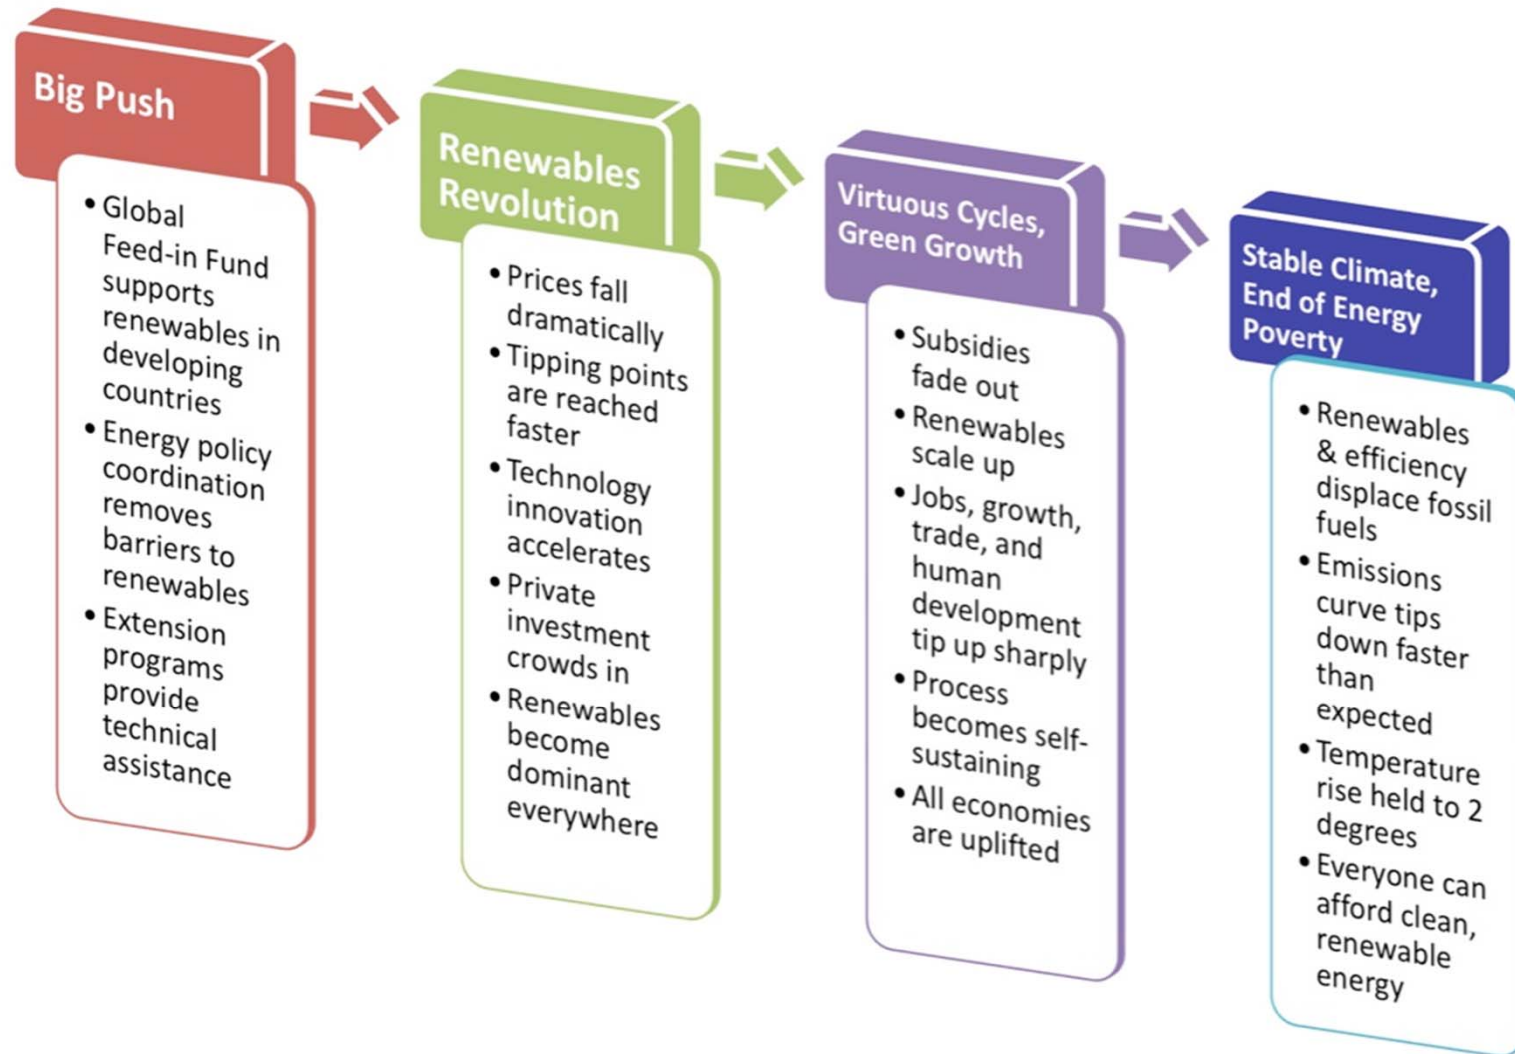 Big Push
• Global
Feed-in Fund
supports
renewables in
developing
countries
• Energy policy
coordination
removes
barriers to
renewables
• Extension
programs
provide
technical
assistance
Renewables
Revolution
• Prices fall
dramatically
• Tipping points
are reached
faster
• Technology
innovation
accelerates
• Private
investment
crowds in
• Renewables
become
dominant
everywhere
Virtuous Cycles,
Green Growth
• Subsidies
fade out
• Renewables
scale up
• Jobs, growth,
trade, and
human
development
tip up sharply
• Process
becomes self-
sustaining
• All economies
are uplifted
Stable Climate,
End of Energy
Poverty
• Renewables
& efficiency
displace fossil
fuels
• Emissions
curve tips
down faster
than
expected
• Temperature
rise held to 2
degrees
• Everyone can
afford clean,
renewable
energy